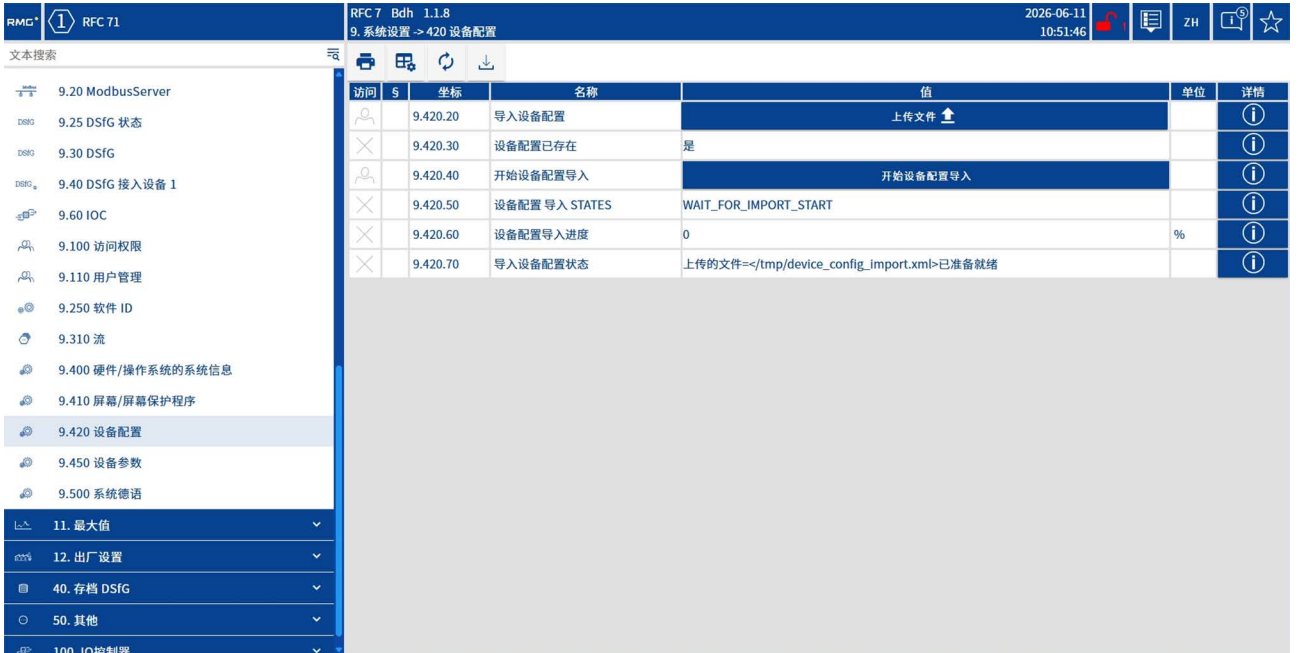 RMG
1
RFC 71
RFC 7 Bdh 1.1.8
9. 系统设置 -> 420 设备配置
2026-06-11
10:51:46
1
ZH
5
文本搜索
Modbus
9.20 ModbusServer
DSfG
9.25 DSfG 状态
DSfG
9.30 DSfG
DSfG
9.40 DSfG 接入设备 1
9.60 IOC
9.100 访问权限
9.110 用户管理
9.250 软件 ID
9.310 流
9.400 硬件/操作系统的系统信息
9.410 屏幕/屏幕保护程序
9.420 设备配置
9.450 设备参数
9.500 系统德语
11. 最大值
12. 出厂设置
40. 存档 DSfG
50. 其他
100. IO控制器
访问 § 坐标 名称 值 单位 详情
9.420.20 导入设备配置 上传文件
9.420.30 设备配置已存在 是
9.420.40 开始设备配置导入 开始设备配置导入
9.420.50 设备配置 导入 STATES WAIT_FOR_IMPORT_START
9.420.60 设备配置导入进度 0 %
9.420.70 导入设备配置状态 上传的文件=</tmp/device_config_import.xml>已准备就绪